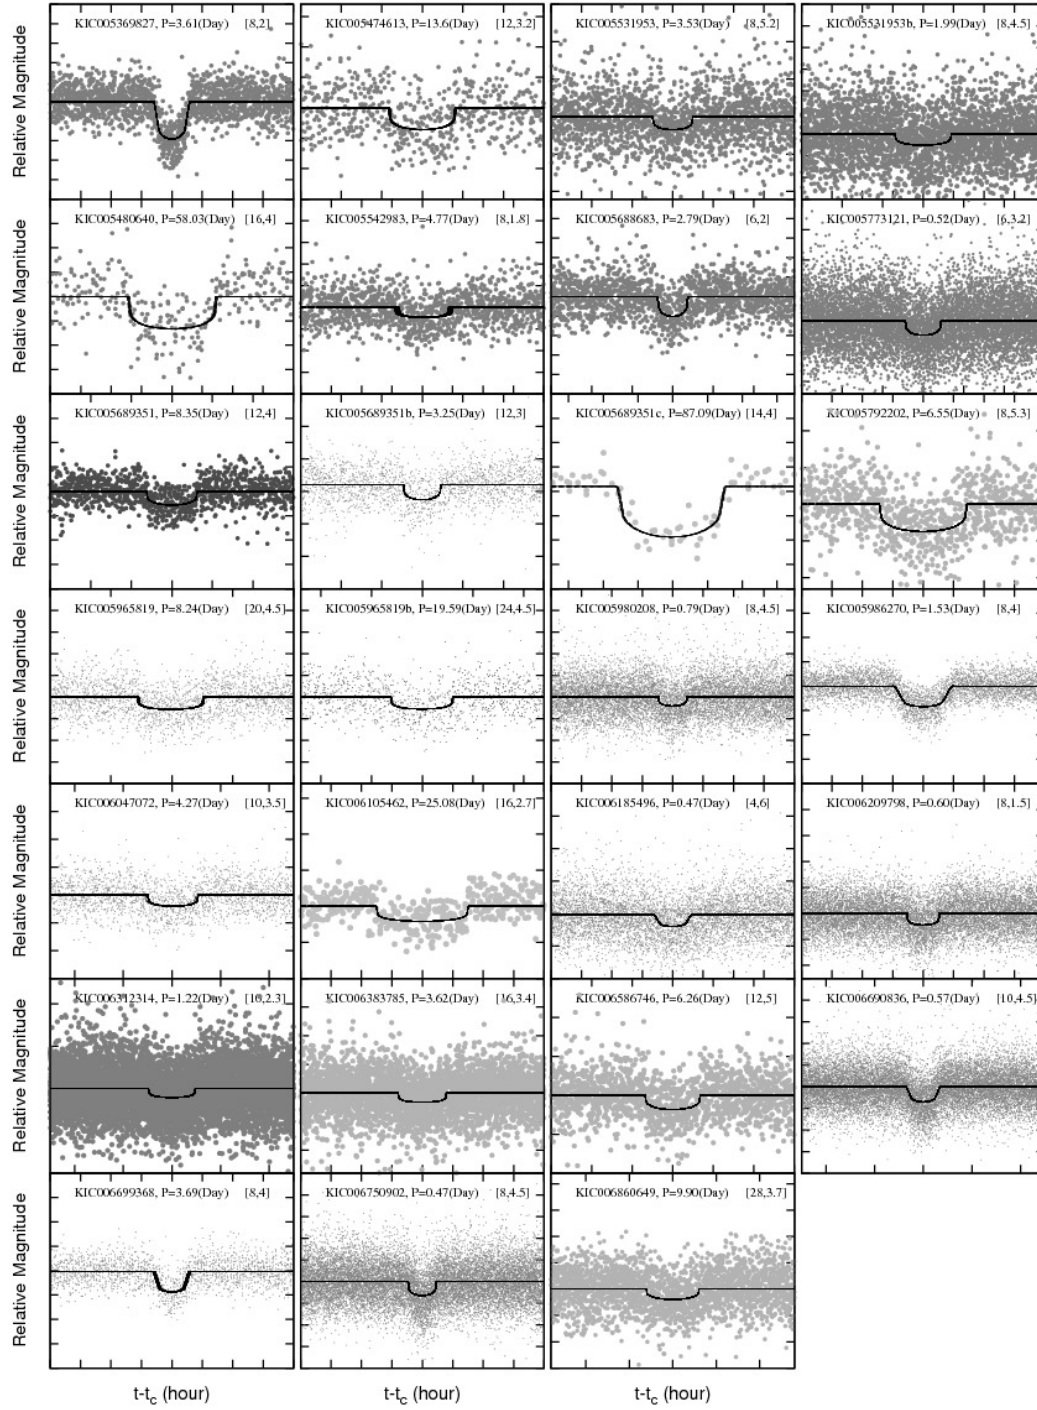 Relative Magnitude
KIC005369827, P=3.61(Day) [8,2]
KIC005474613, P=13.6(Day) [12,3.2]
KIC005531953, P=3.53(Day) [8,5.2]
KIC005531953b, P=1.99(Day) [8,4.5]
Relative Magnitude
KIC005480640, P=58.03(Day) [16,4]
KIC005542983, P=4.77(Day) [8,1.8]
KIC005688683, P=2.79(Day) [6,2]
KIC005773121, P=0.52(Day) [6,3.2]
Relative Magnitude
KIC005689351, P=8.35(Day) [12,4]
KIC005689351b, P=3.25(Day) [12,3]
KIC005689351c, P=87.09(Day) [14,4]
KIC005792202, P=6.55(Day) [8,5.3]
Relative Magnitude
KIC005965819, P=8.24(Day) [20,4.5]
KIC005965819b, P=19.59(Day) [24,4.5]
KIC005980208, P=0.79(Day) [8,4.5]
KIC005986270, P=1.53(Day) [8,4]
Relative Magnitude
KIC006047072, P=4.27(Day) [10,3.5]
KIC006105462, P=25.08(Day) [16,2.7]
KIC006185496, P=0.47(Day) [4,6]
KIC006209798, P=0.60(Day) [8,1.5]
Relative Magnitude
KIC006312314, P=1.22(Day) [10,2.3]
KIC006383785, P=3.62(Day) [16,3.4]
KIC006586746, P=6.26(Day) [12,5]
KIC006690836, P=0.57(Day) [10,4.5]
Relative Magnitude
KIC006699368, P=3.69(Day) [8,4]
KIC006750902, P=0.47(Day) [8,4.5]
KIC006860649, P=9.90(Day) [28,3.7]
t-tc (hour)
t-tc (hour)
t-tc (hour)